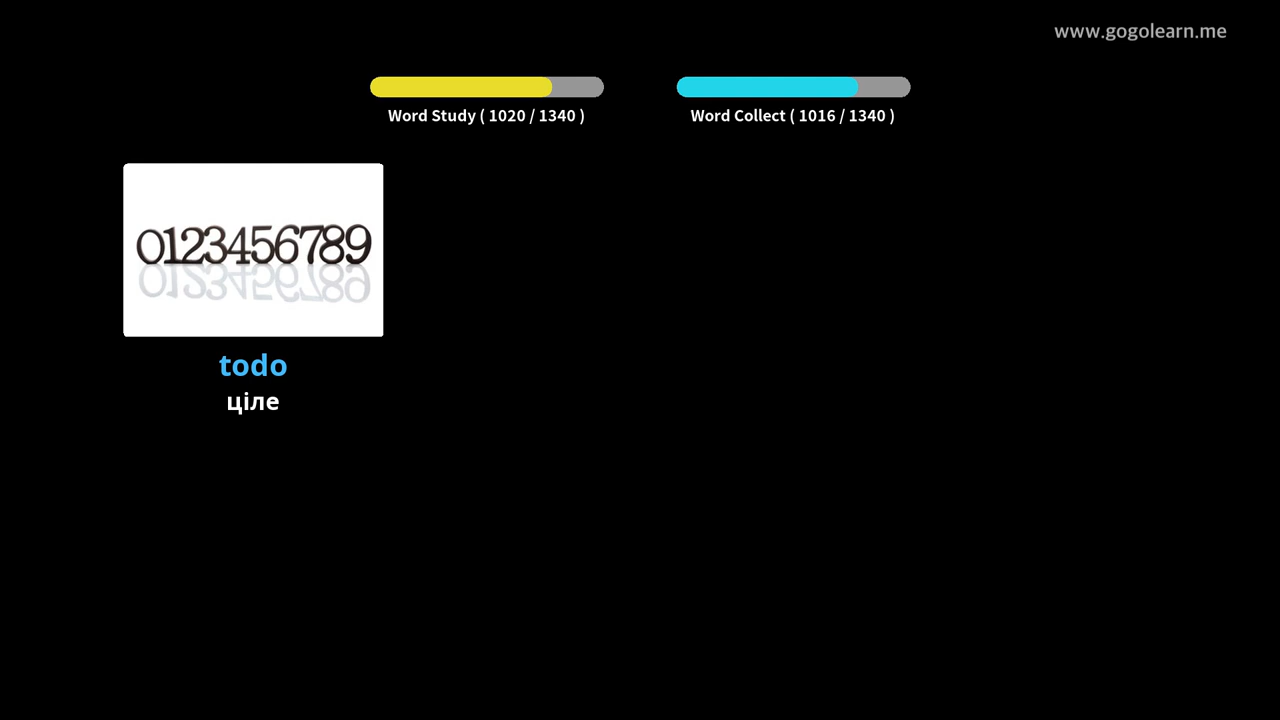 www.gogolearn.me
Word Study ( 1020 / 1340 )
Word Collect ( 1016 / 1340 )
0123456789
todo
ціле